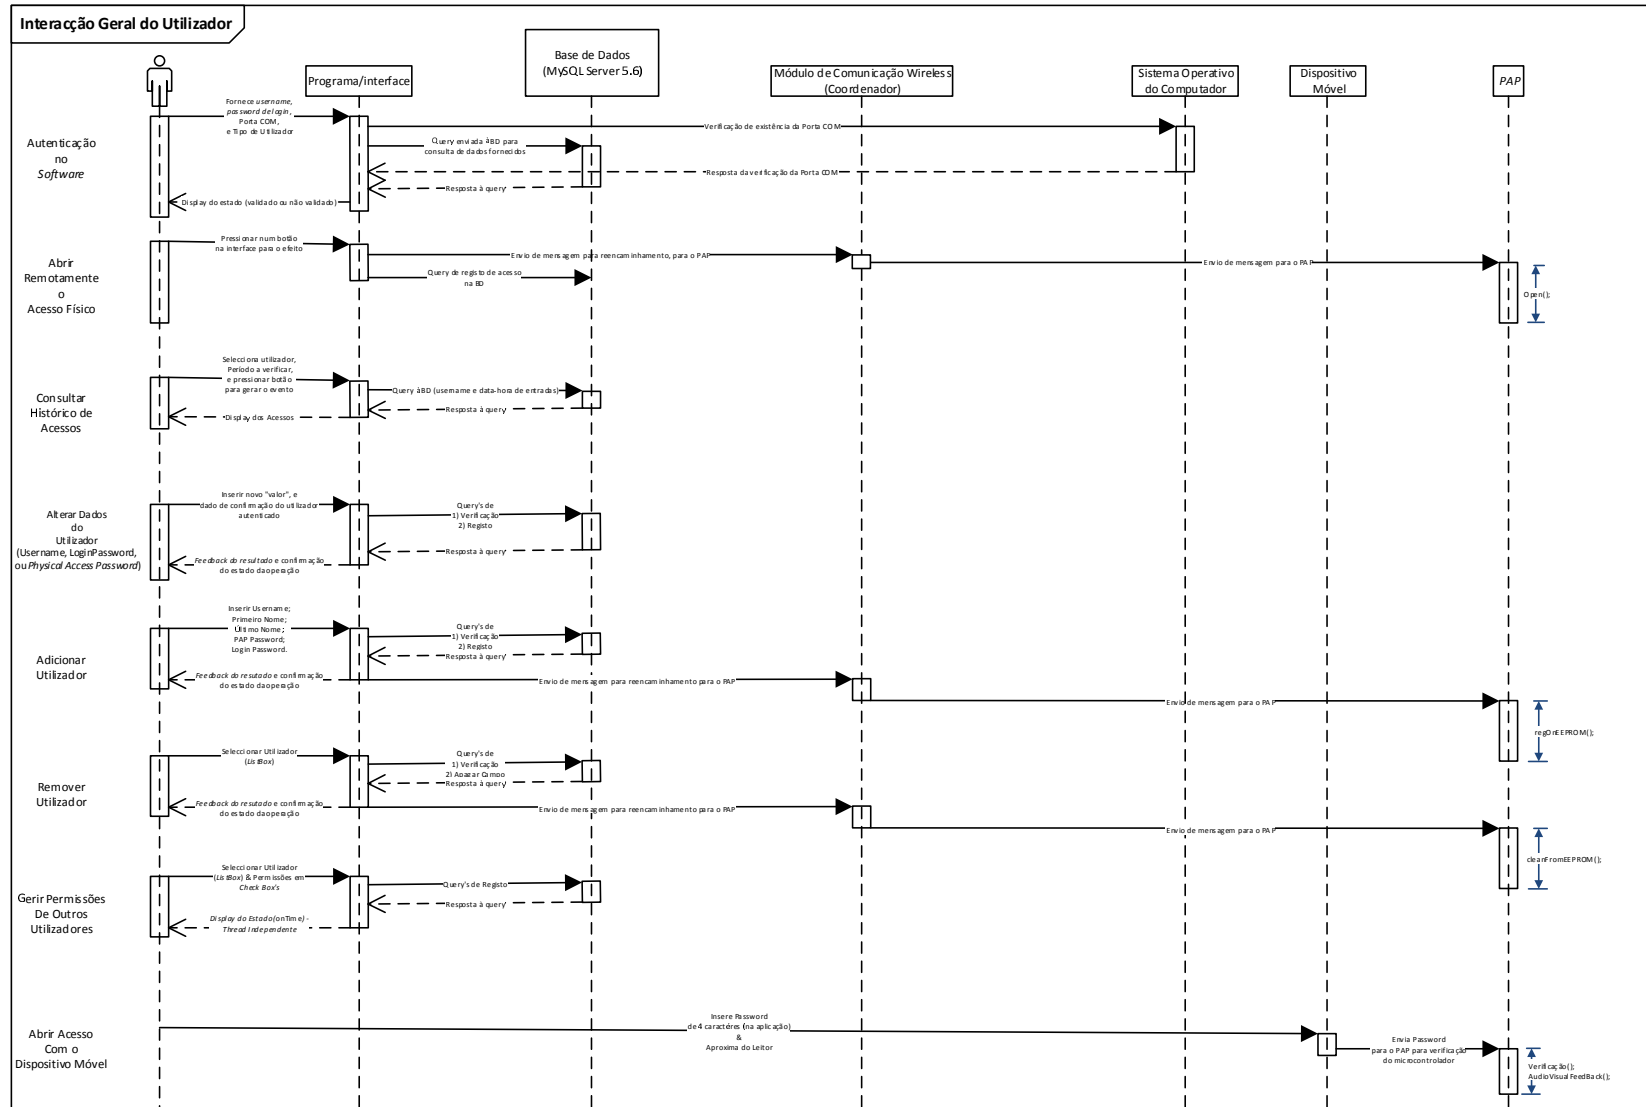 Interacção Geral do Utilizador
Programa/interface
Base de Dados
(MySQL Server 5.6)
Módulo de Comunicação Wireless
(Coordenador)
Sistema Operativo
do Computador
Dispositivo
Móvel
PAP
Autenticação
no
Software
Fornece username,
password de login,
Porta COM,
e Tipo de Utilizador
Verificação de existência da Porta COM
Query enviada à BD para
consulta de dados fornecidos
Resposta da verificação da Porta COM
Resposta à query
Display do estado (validado ou não validado)
Abrir
Remotamente
o
Acesso Físico
Pressionar num botão
na interface para o efeito
Envio de mensagem para reencaminhamento, para o PAP
Envio de mensagem para o PAP
Query de registo de acesso
na BD
Open();
Consultar
Histórico de
Acessos
Selecciona utilizador,
Período a verificar,
e pressionar botão
para gerar o evento
Query à BD (username e data-hora de entradas)
Resposta à query
Display dos Acessos
Alterar Dados
do
Utilizador
(Username, LoginPassword,
ou Physical Access Password)
Inserir novo "valor", e
dado de confirmação do utilizador
autenticado
Query's de
1) Verificação
2) Registo
Resposta à query
Feedback do resultado e confirmação
do estado da operação
Adicionar
Utilizador
Inserir Username;
Primeiro Nome;
Último Nome;
PAP Password;
Login Password.
Query's de
1) Verificação
2) Registo
Resposta à query
Feedback do resutado e confirmação
do estado da operação
Envio de mensagem para reencaminhamento para o PAP
Envio de mensagem para o PAP
regOnEEPROM();
Remover
Utilizador
Seleccionar Utilizador
(ListBox)
Query's de
1) Verificação
2) Apagar Campo
Resposta à query
Feedback do resutado e confirmação
do estado da operação
Envio de mensagem para reencaminhamento para o PAP
Envio de mensagem para o PAP
cleanFromEEPROM();
Gerir Permissões
De Outros
Utilizadores
Seleccionar Utilizador
(ListBox) & Permissões em
Check Box's
Query's de Registo
Resposta à query
Display do Estado(onTime) -
Thread Independente
Abrir Acesso
Com o
Dispositivo Móvel
Insere Password
de 4 caractéres (na aplicação)
&
Aproxima do Leitor
Envia Password
para o PAP para verificação
do microcontrolador
Verificação();
AudioVisualFeedBack();